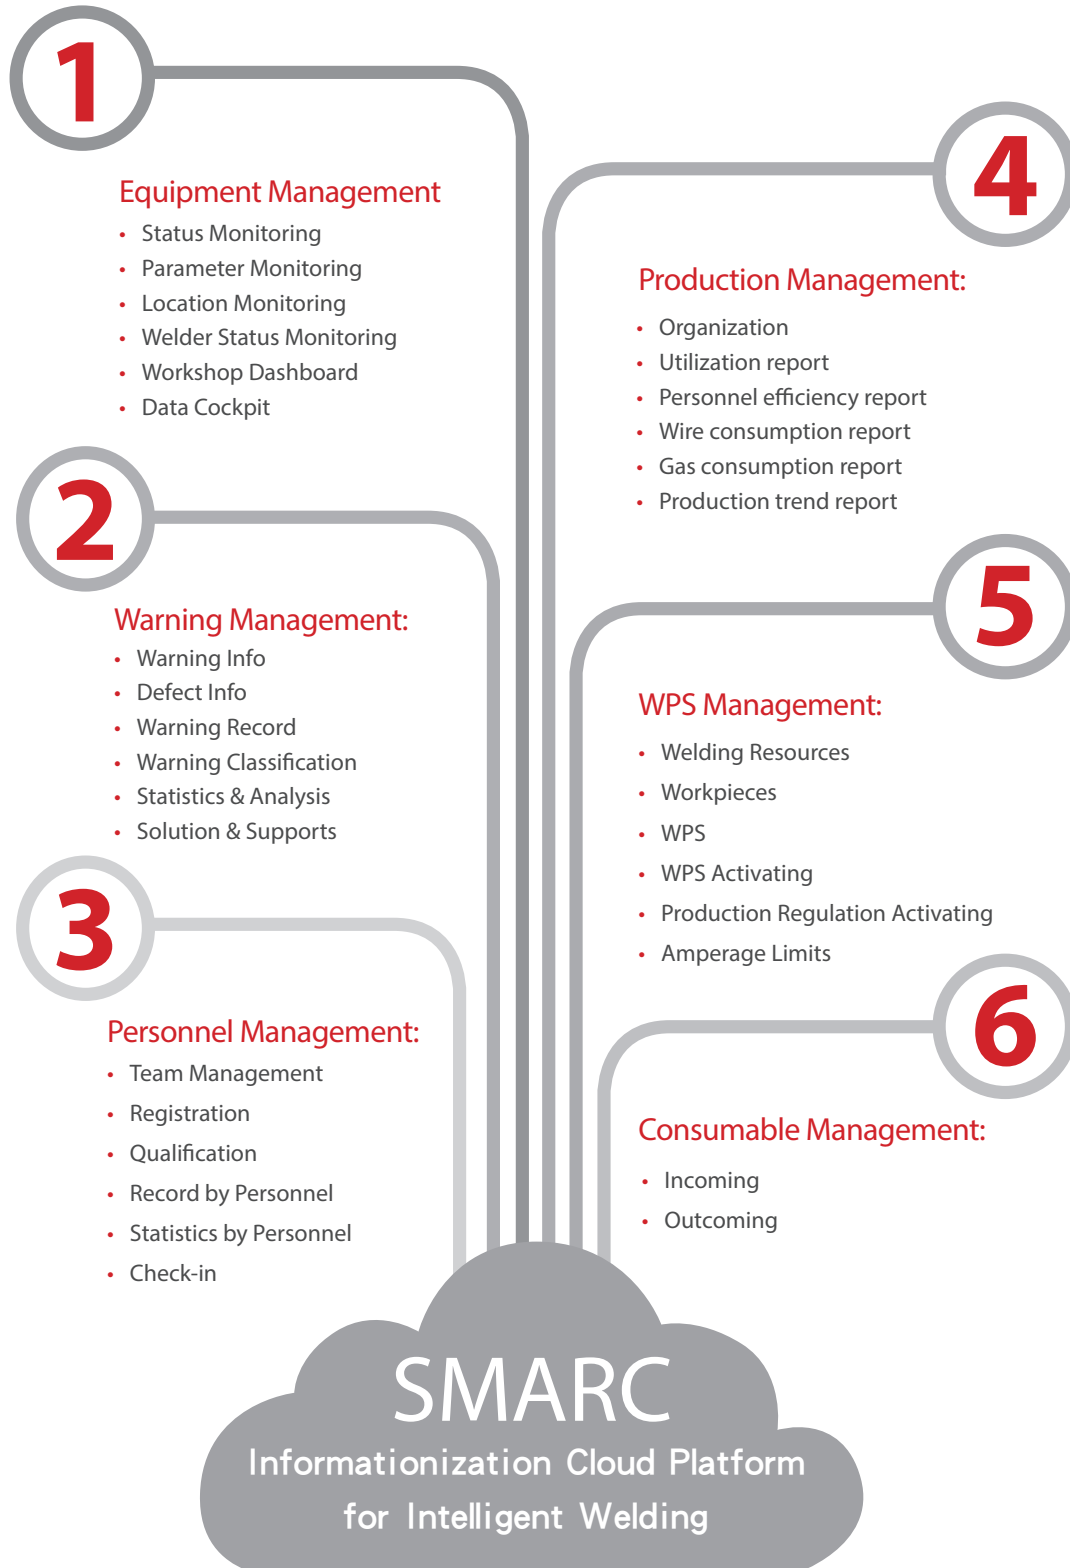 1
Equipment Management
• Status Monitoring
• Parameter Monitoring
• Location Monitoring
• Welder Status Monitoring
• Workshop Dashboard
• Data Cockpit
2
Warning Management:
• Warning Info
• Defect Info
• Warning Record
• Warning Classification
• Statistics & Analysis
• Solution & Supports
3
Personnel Management:
• Team Management
• Registration
• Qualification
• Record by Personnel
• Statistics by Personnel
• Check-in
4
Production Management:
• Organization
• Utilization report
• Personnel efficiency report
• Wire consumption report
• Gas consumption report
• Production trend report
5
WPS Management:
• Welding Resources
• Workpieces
• WPS
• WPS Activating
• Production Regulation Activating
• Amperage Limits
6
Consumable Management:
• Incoming
• Outcoming
SMARC
Informationization Cloud Platform
for Intelligent Welding